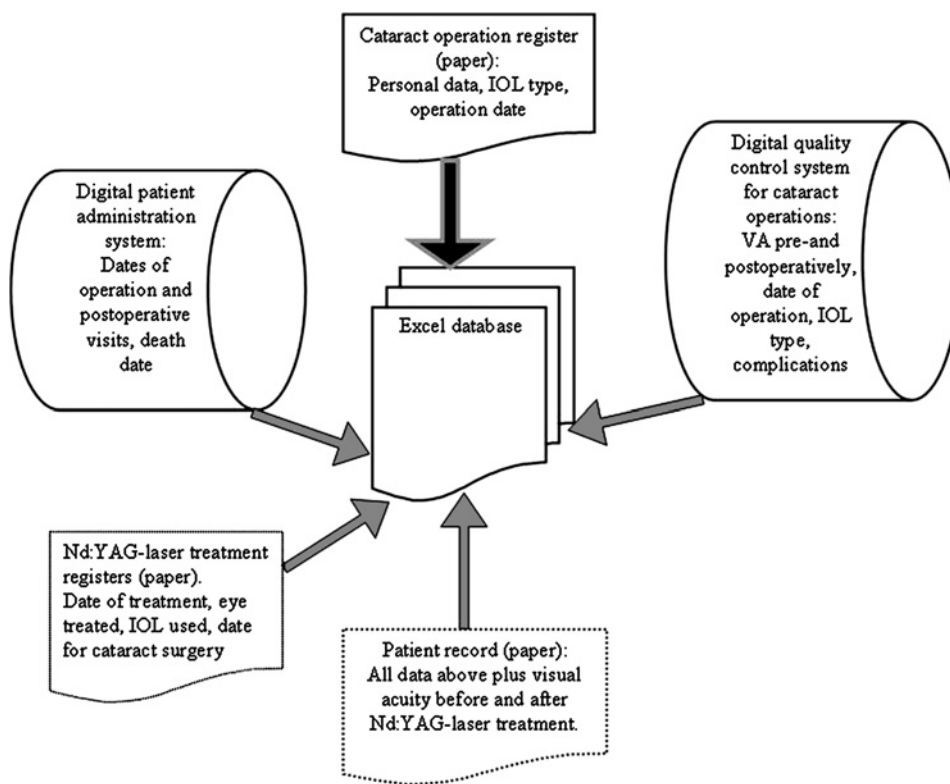 Cataract operation register
(paper):
Personal data, IOL type,
operation date
Digital patient
administration
system:
Dates of
operation and
postoperative
visits, death
date
Digital quality
control system
for cataract
operations:
VA pre-and
postoperatively,
date of
operation, IOL
type,
complications
Excel database
Nd:YAG-laser treatment
registers (paper).
Date of treatment, eye
treated, IOL used, date
for cataract surgery
Patient record (paper):
All data above plus visual
acuity before and after
Nd:YAG-laser treatment.